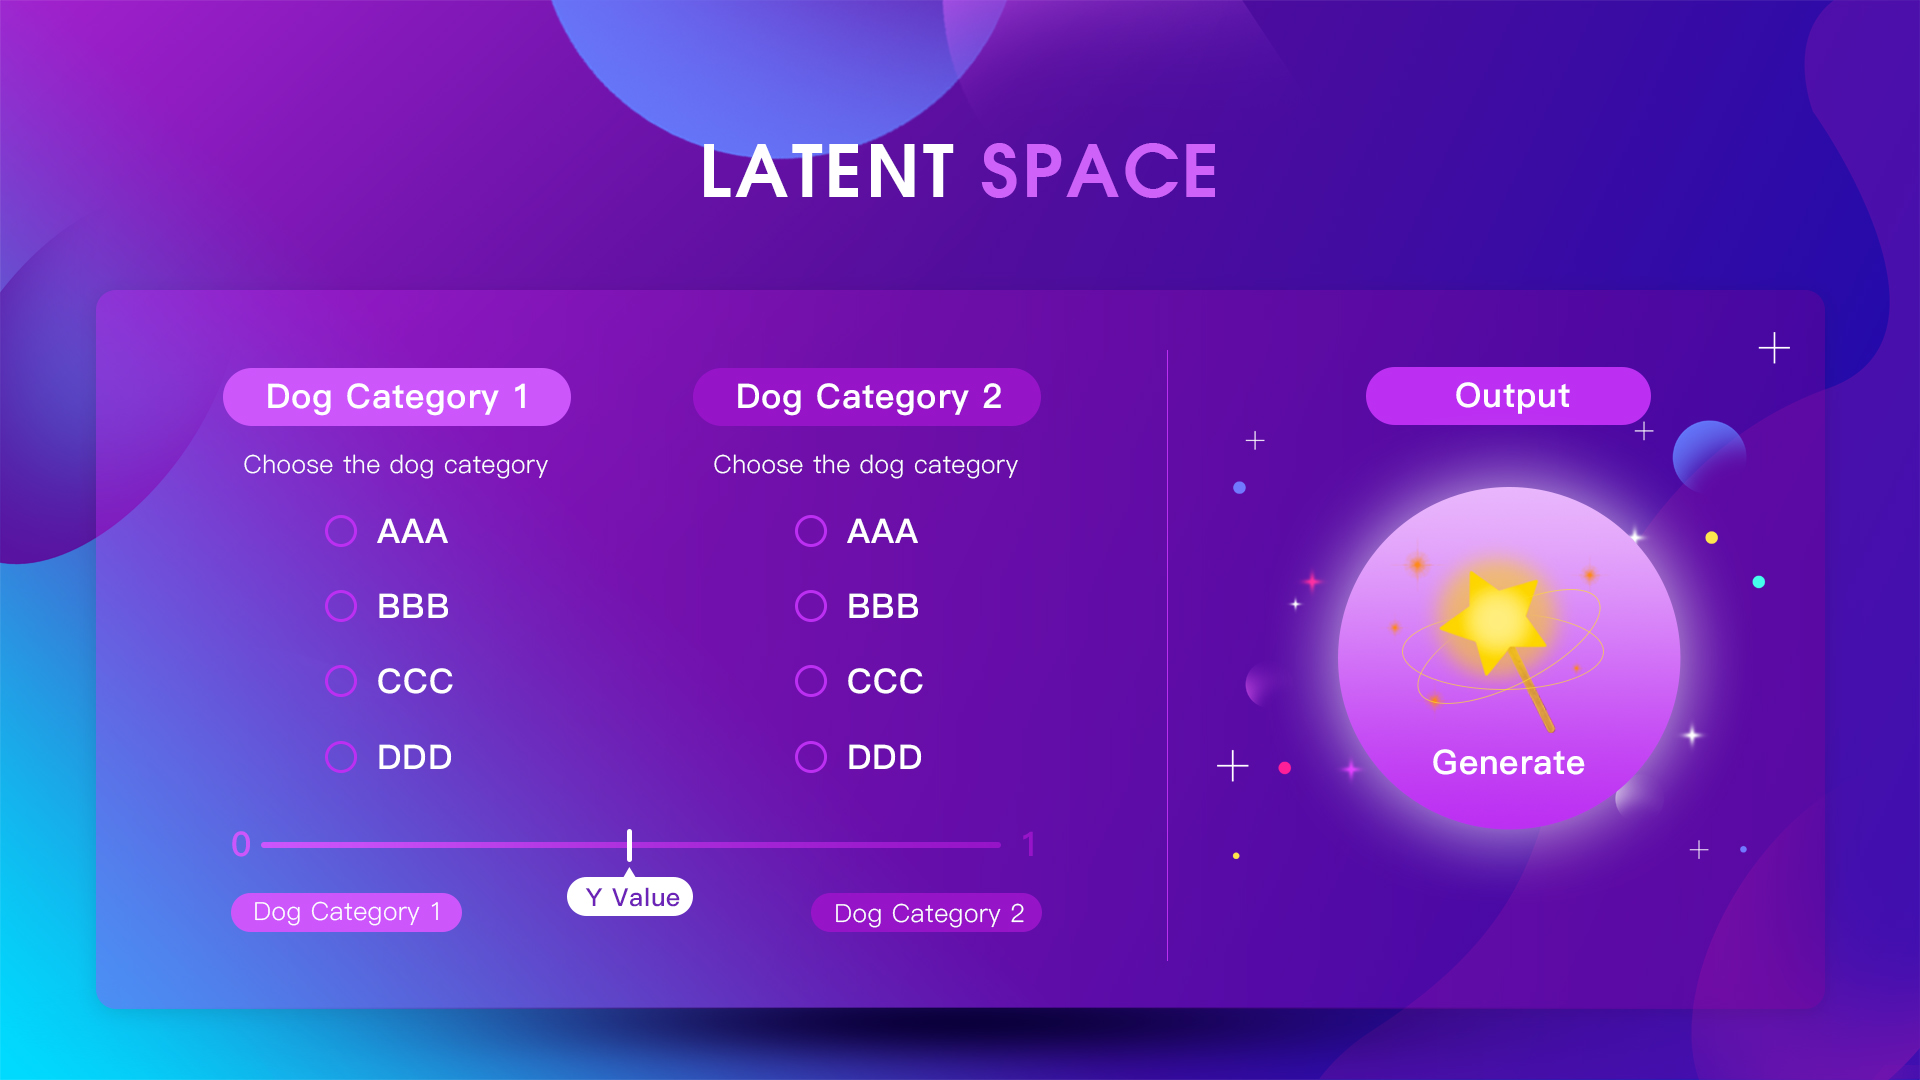 LATENT SPACE
Dog Category 1
Choose the dog category
AAA
BBB
CCC
DDD
Dog Category 2
Choose the dog category
AAA
BBB
CCC
DDD
0
1
Dog Category 1
Y Value
Dog Category 2
Output
Generate